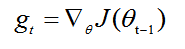 g_t = ∇_θ J(θ_{t-1})